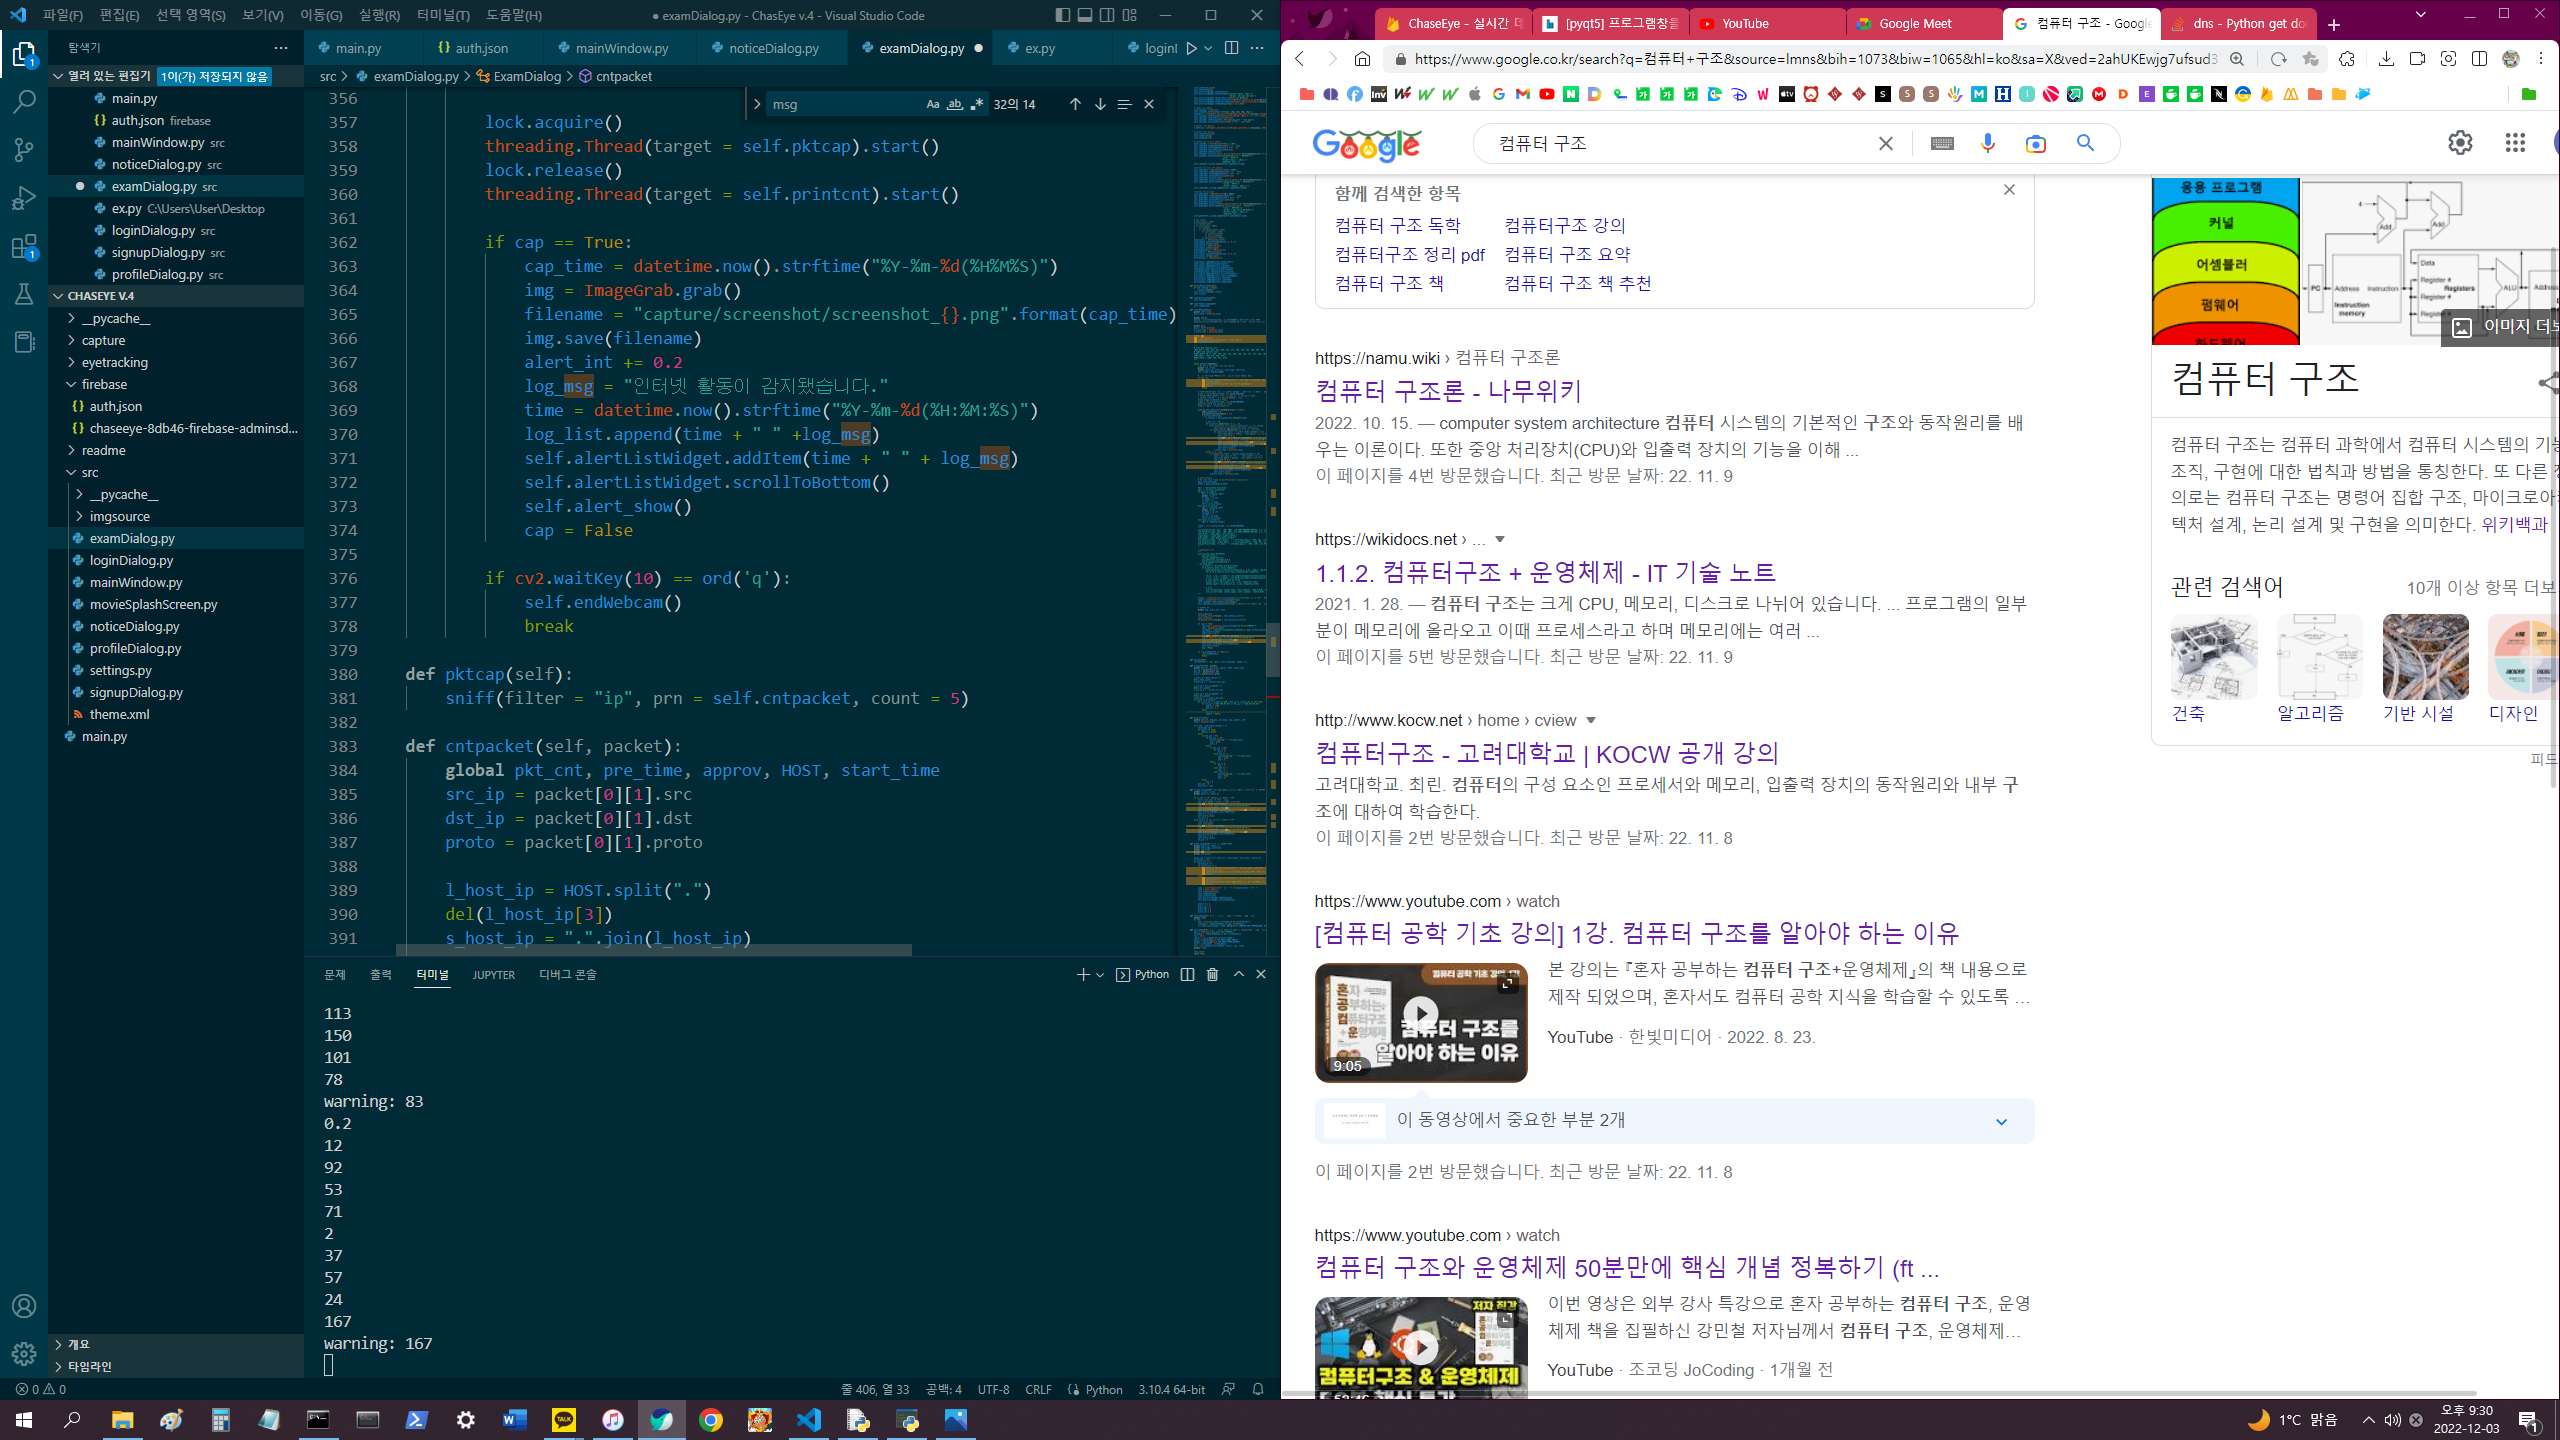 파일(F) 편집(E) 선택 영역(S) 보기(V) 이동(G) 실행(R) 터미널(T) 도움말(H)
● examDialog.py - ChasEye v.4 - Visual Studio Code
탐색기
열려 있는 편집기 1이(가) 저장되지 않음
main.py
auth.json firebase
mainWindow.py src
noticeDialog.py src
examDialog.py src
ex.py C:\Users\User\Desktop
loginDialog.py src
signupDialog.py src
profileDialog.py src
CHASEYE V.4
__pycache__
capture
eyetracking
firebase
auth.json
chaseeye-8db46-firebase-adminsd...
readme
src
__pycache__
imgsource
examDialog.py
loginDialog.py
mainWindow.py
movieSplashScreen.py
noticeDialog.py
profileDialog.py
settings.py
signupDialog.py
theme.xml
main.py
개요
타임라인
main.py auth.json mainWindow.py noticeDialog.py examDialog.py ex.py loginI
src > examDialog.py > ExamDialog > cntpacket
msg 32의 14
356
357 lock.acquire()
358 threading.Thread(target = self.pktcap).start()
359 lock.release()
360 threading.Thread(target = self.printcnt).start()
361
362 if cap == True:
363 cap_time = datetime.now().strftime("%Y-%m-%d(%H%M%S)")
364 img = ImageGrab.grab()
365 filename = "capture/screenshot/screenshot_{}.png".format(cap_time)
366 img.save(filename)
367 alert_int += 0.2
368 log_msg = "인터넷 활동이 감지됐습니다."
369 time = datetime.now().strftime("%Y-%m-%d(%H:%M:%S)")
370 log_list.append(time + " " +log_msg)
371 self.alertListWidget.addItem(time + " " + log_msg)
372 self.alertListWidget.scrollToBottom()
373 self.alert_show()
374 cap = False
375
376 if cv2.waitKey(10) == ord('q'):
377 self.endWebcam()
378 break
379
380 def pktcap(self):
381 sniff(filter = "ip", prn = self.cntpacket, count = 5)
382
383 def cntpacket(self, packet):
384 global pkt_cnt, pre_time, approv, HOST, start_time
385 src_ip = packet[0][1].src
386 dst_ip = packet[0][1].dst
387 proto = packet[0][1].proto
388
389 l_host_ip = HOST.split(".")
390 del(l_host_ip[3])
391 s_host_ip = ".".join(l_host_ip)
문제 출력 터미널 JUPYTER 디버그 콘솔
Python
113
150
101
78
warning: 83
0.2
12
92
53
71
2
37
57
24
167
warning: 167
0 0
줄 406, 열 33 공백: 4 UTF-8 CRLF Python 3.10.4 64-bit
ChaseEye - 실시간 데 [pyqt5] 프로그램창을 YouTube Google Meet 컴퓨터 구조 - Google dns - Python get do
https://www.google.co.kr/search?q=컴퓨터+구조&source=lmns&bih=1073&biw=1065&hl=ko&sa=X&ved=2ahUKEwjg7ufsud3
Google
컴퓨터 구조
함께 검색한 항목
컴퓨터 구조 독학 컴퓨터구조 강의
컴퓨터구조 정리 pdf 컴퓨터 구조 요약
컴퓨터 구조 책 컴퓨터 구조 책 추천
https://namu.wiki › 컴퓨터 구조론
컴퓨터 구조론 - 나무위키
2022. 10. 15. — computer system architecture 컴퓨터 시스템의 기본적인 구조와 동작원리를 배
우는 이론이다. 또한 중앙 처리장치(CPU)와 입출력 장치의 기능을 이해 ...
이 페이지를 4번 방문했습니다. 최근 방문 날짜: 22. 11. 9
https://wikidocs.net › ...
1.1.2. 컴퓨터구조 + 운영체제 - IT 기술 노트
2021. 1. 28. — 컴퓨터 구조는 크게 CPU, 메모리, 디스크로 나뉘어 있습니다. ... 프로그램의 일부
분이 메모리에 올라오고 이때 프로세스라고 하며 메모리에는 여러 ...
이 페이지를 5번 방문했습니다. 최근 방문 날짜: 22. 11. 9
http://www.kocw.net › home › cview
컴퓨터구조 - 고려대학교 | KOCW 공개 강의
고려대학교. 최린. 컴퓨터의 구성 요소인 프로세서와 메모리, 입출력 장치의 동작원리와 내부 구
조에 대하여 학습한다.
이 페이지를 2번 방문했습니다. 최근 방문 날짜: 22. 11. 8
https://www.youtube.com › watch
[컴퓨터 공학 기초 강의] 1강. 컴퓨터 구조를 알아야 하는 이유
컴퓨터 구조를
알아야 하는 이유
9:05
본 강의는 『혼자 공부하는 컴퓨터 구조+운영체제』의 책 내용으로
제작 되었으며, 혼자서도 컴퓨터 공학 지식을 학습할 수 있도록 ...
YouTube · 한빛미디어 · 2022. 8. 23.
이 동영상에서 중요한 부분 2개
이 페이지를 2번 방문했습니다. 최근 방문 날짜: 22. 11. 8
https://www.youtube.com › watch
컴퓨터 구조와 운영체제 50분만에 핵심 개념 정복하기 (ft ...
저자 직강
컴퓨터구조 & 운영체제
이번 영상은 외부 강사 특강으로 혼자 공부하는 컴퓨터 구조, 운영
체제 책을 집필하신 강민철 저자님께서 컴퓨터 구조, 운영체제...
YouTube · 조코딩 JoCoding · 1개월 전
응용 프로그램
커널
어셈블러
펌웨어
하드웨어
이미지 더보
컴퓨터 구조
컴퓨터 구조는 컴퓨터 과학에서 컴퓨터 시스템의 기능
조직, 구현에 대한 법칙과 방법을 통칭한다. 또 다른 정
의로는 컴퓨터 구조는 명령어 집합 구조, 마이크로아키
텍처 설계, 논리 설계 및 구현을 의미한다. 위키백과
관련 검색어 10개 이상 항목 더보
건축 알고리즘 기반 시설 디자인
피드
1°C 맑음
오후 9:30
2022-12-03